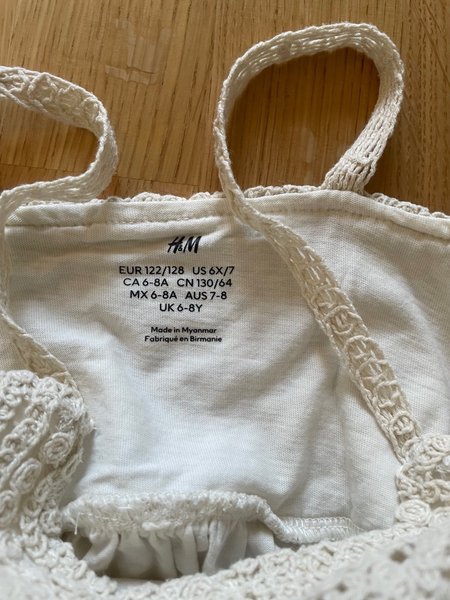 H&M
EUR 122/128 US 6X/7
CA 6-8A CN 130/64
MX 6-8A AUS 7-8
UK 6-8Y
Made in Myanmar
Fabriqué en Birmanie